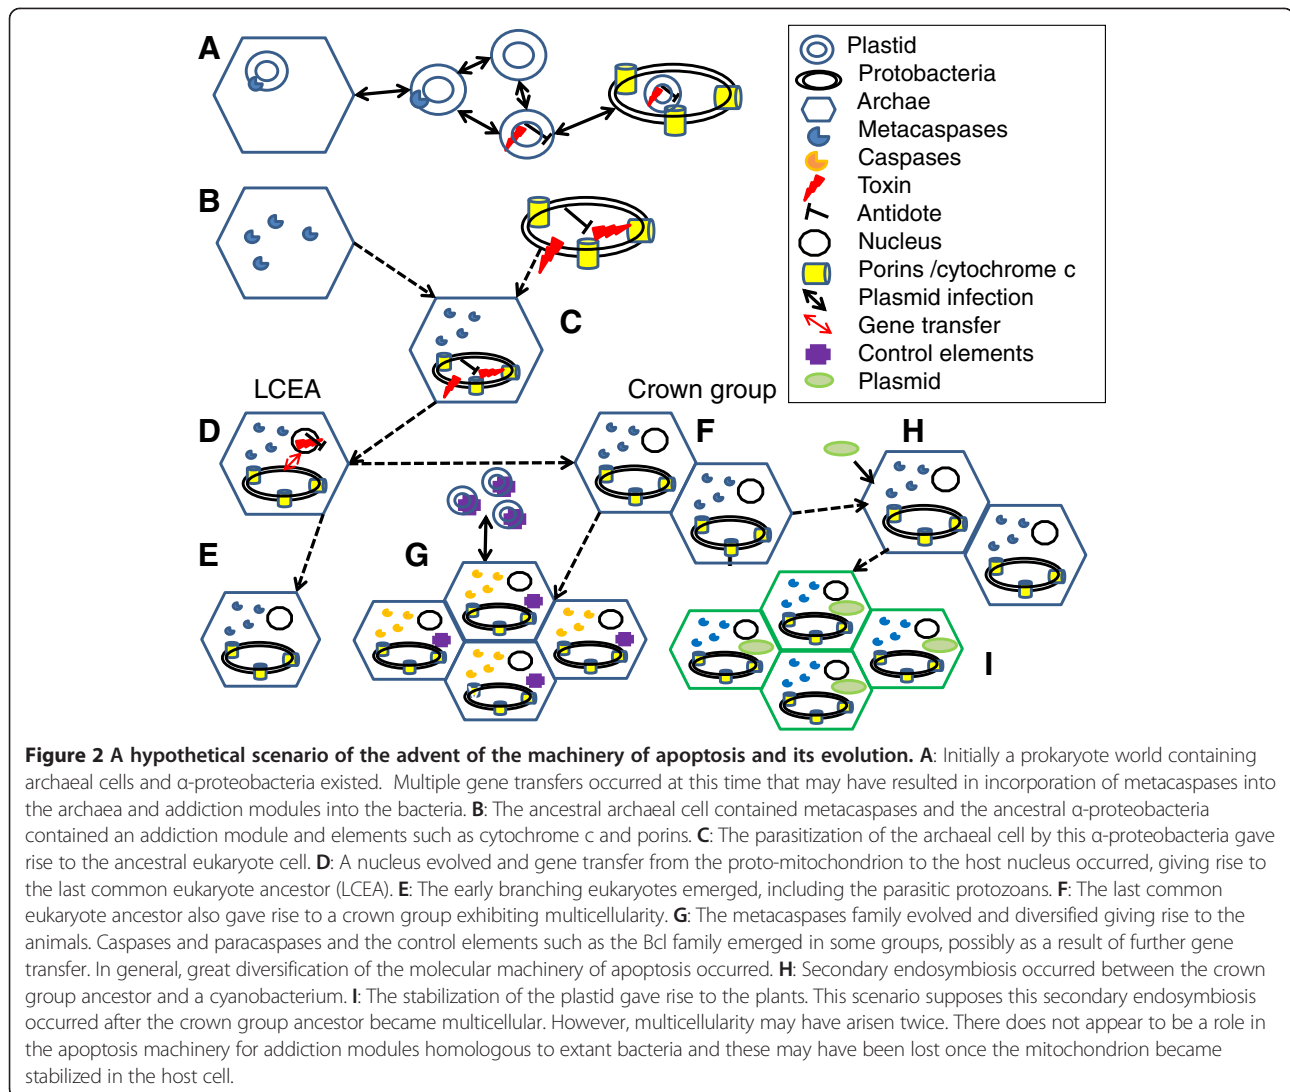 A
B
C
LCEA
Crown group
D
F
H
E
G
I
Plastid
Protobacteria
Archae
Metacaspases
Caspases
Toxin
Antidote
Nucleus
Porins /cytochrome c
Plasmid infection
Gene transfer
Control elements
Plasmid
Figure 2 A hypothetical scenario of the advent of the machinery of apoptosis and its evolution. A: Initially a prokaryote world containing
archaeal cells and α-proteobacteria existed. Multiple gene transfers occurred at this time that may have resulted in incorporation of metacaspases into
the archaea and addiction modules into the bacteria. B: The ancestral archaeal cell contained metacaspases and the ancestral α-proteobacteria
contained an addiction module and elements such as cytochrome c and porins. C: The parasitization of the archaeal cell by this α-proteobacteria gave
rise to the ancestral eukaryote cell. D: A nucleus evolved and gene transfer from the proto-mitochondrion to the host nucleus occurred, giving rise to
the last common eukaryote ancestor (LCEA). E: The early branching eukaryotes emerged, including the parasitic protozoans. F: The last common
eukaryote ancestor also gave rise to a crown group exhibiting multicellularity. G: The metacaspases family evolved and diversified giving rise to the
animals. Caspases and paracaspases and the control elements such as the Bcl family emerged in some groups, possibly as a result of further gene
transfer. In general, great diversification of the molecular machinery of apoptosis occurred. H: Secondary endosymbiosis occurred between the crown
group ancestor and a cyanobacterium. I: The stabilization of the plastid gave rise to the plants. This scenario supposes this secondary endosymbiosis
occurred after the crown group ancestor became multicellular. However, multicellularity may have arisen twice. There does not appear to be a role in
the apoptosis machinery for addiction modules homologous to extant bacteria and these may have been lost once the mitochondrion became
stabilized in the host cell.